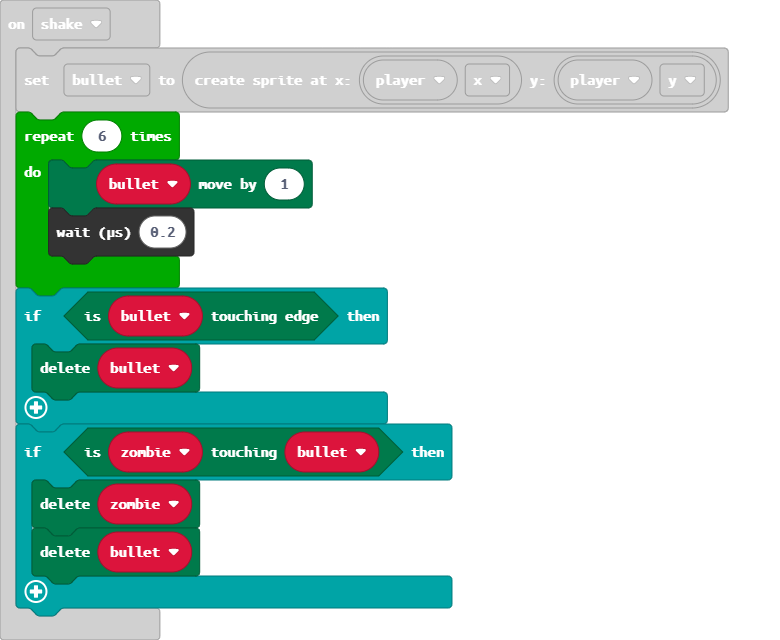 on shake
set bullet to create sprite at x: player x y: player y
repeat 6 times
do
bullet move by 1
wait (µs) 0.2
if is bullet touching edge then
delete bullet
if is zombie touching bullet then
delete zombie
delete bullet